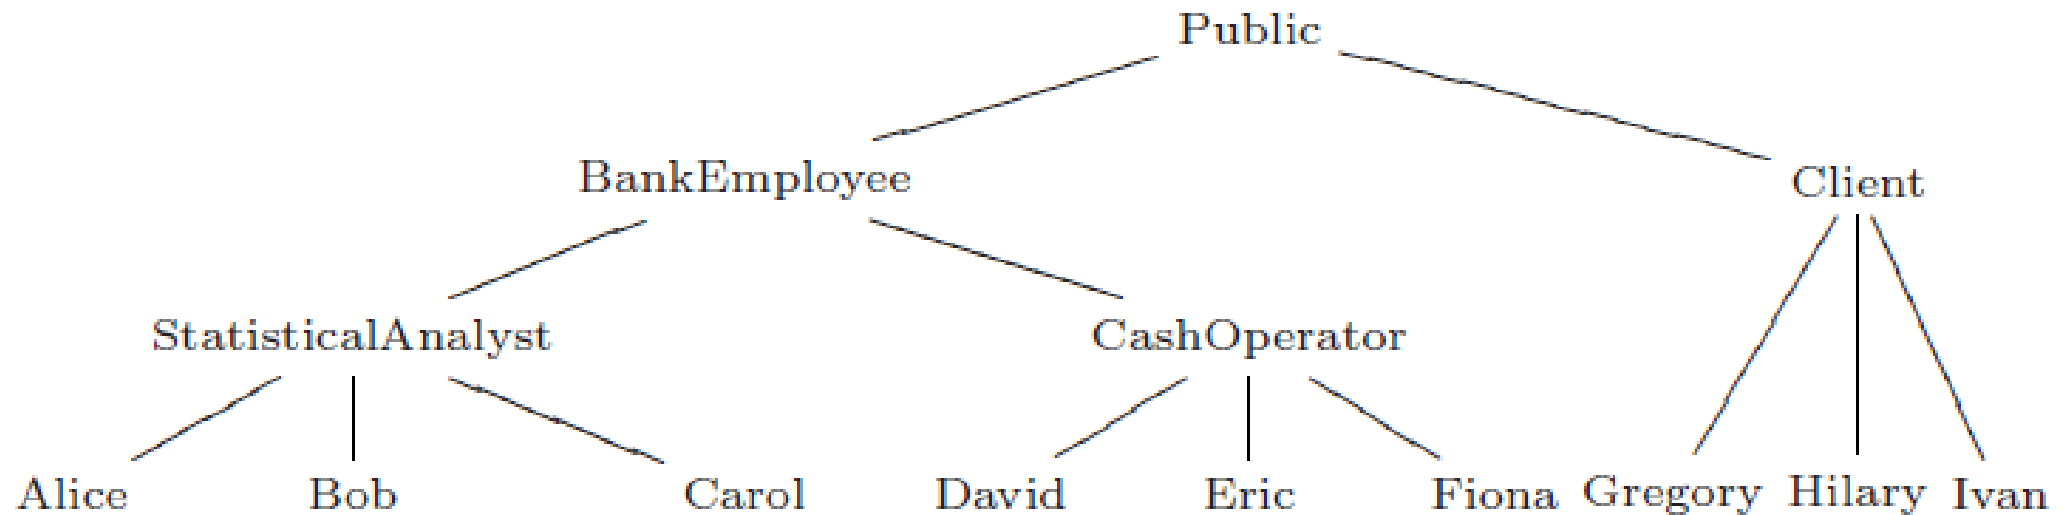 Public
BankEmployee
Client
StatisticalAnalyst
CashOperator
Alice
Bob
Carol
David
Eric
Fiona
Gregory
Hilary
Ivan